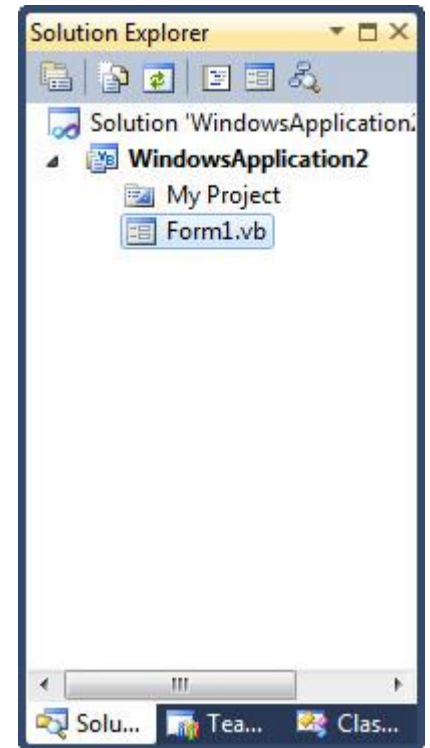 Solution Explorer
Solution 'WindowsApplication2
WindowsApplication2
My Project
Form1.vb
Solu... Tea... Clas...